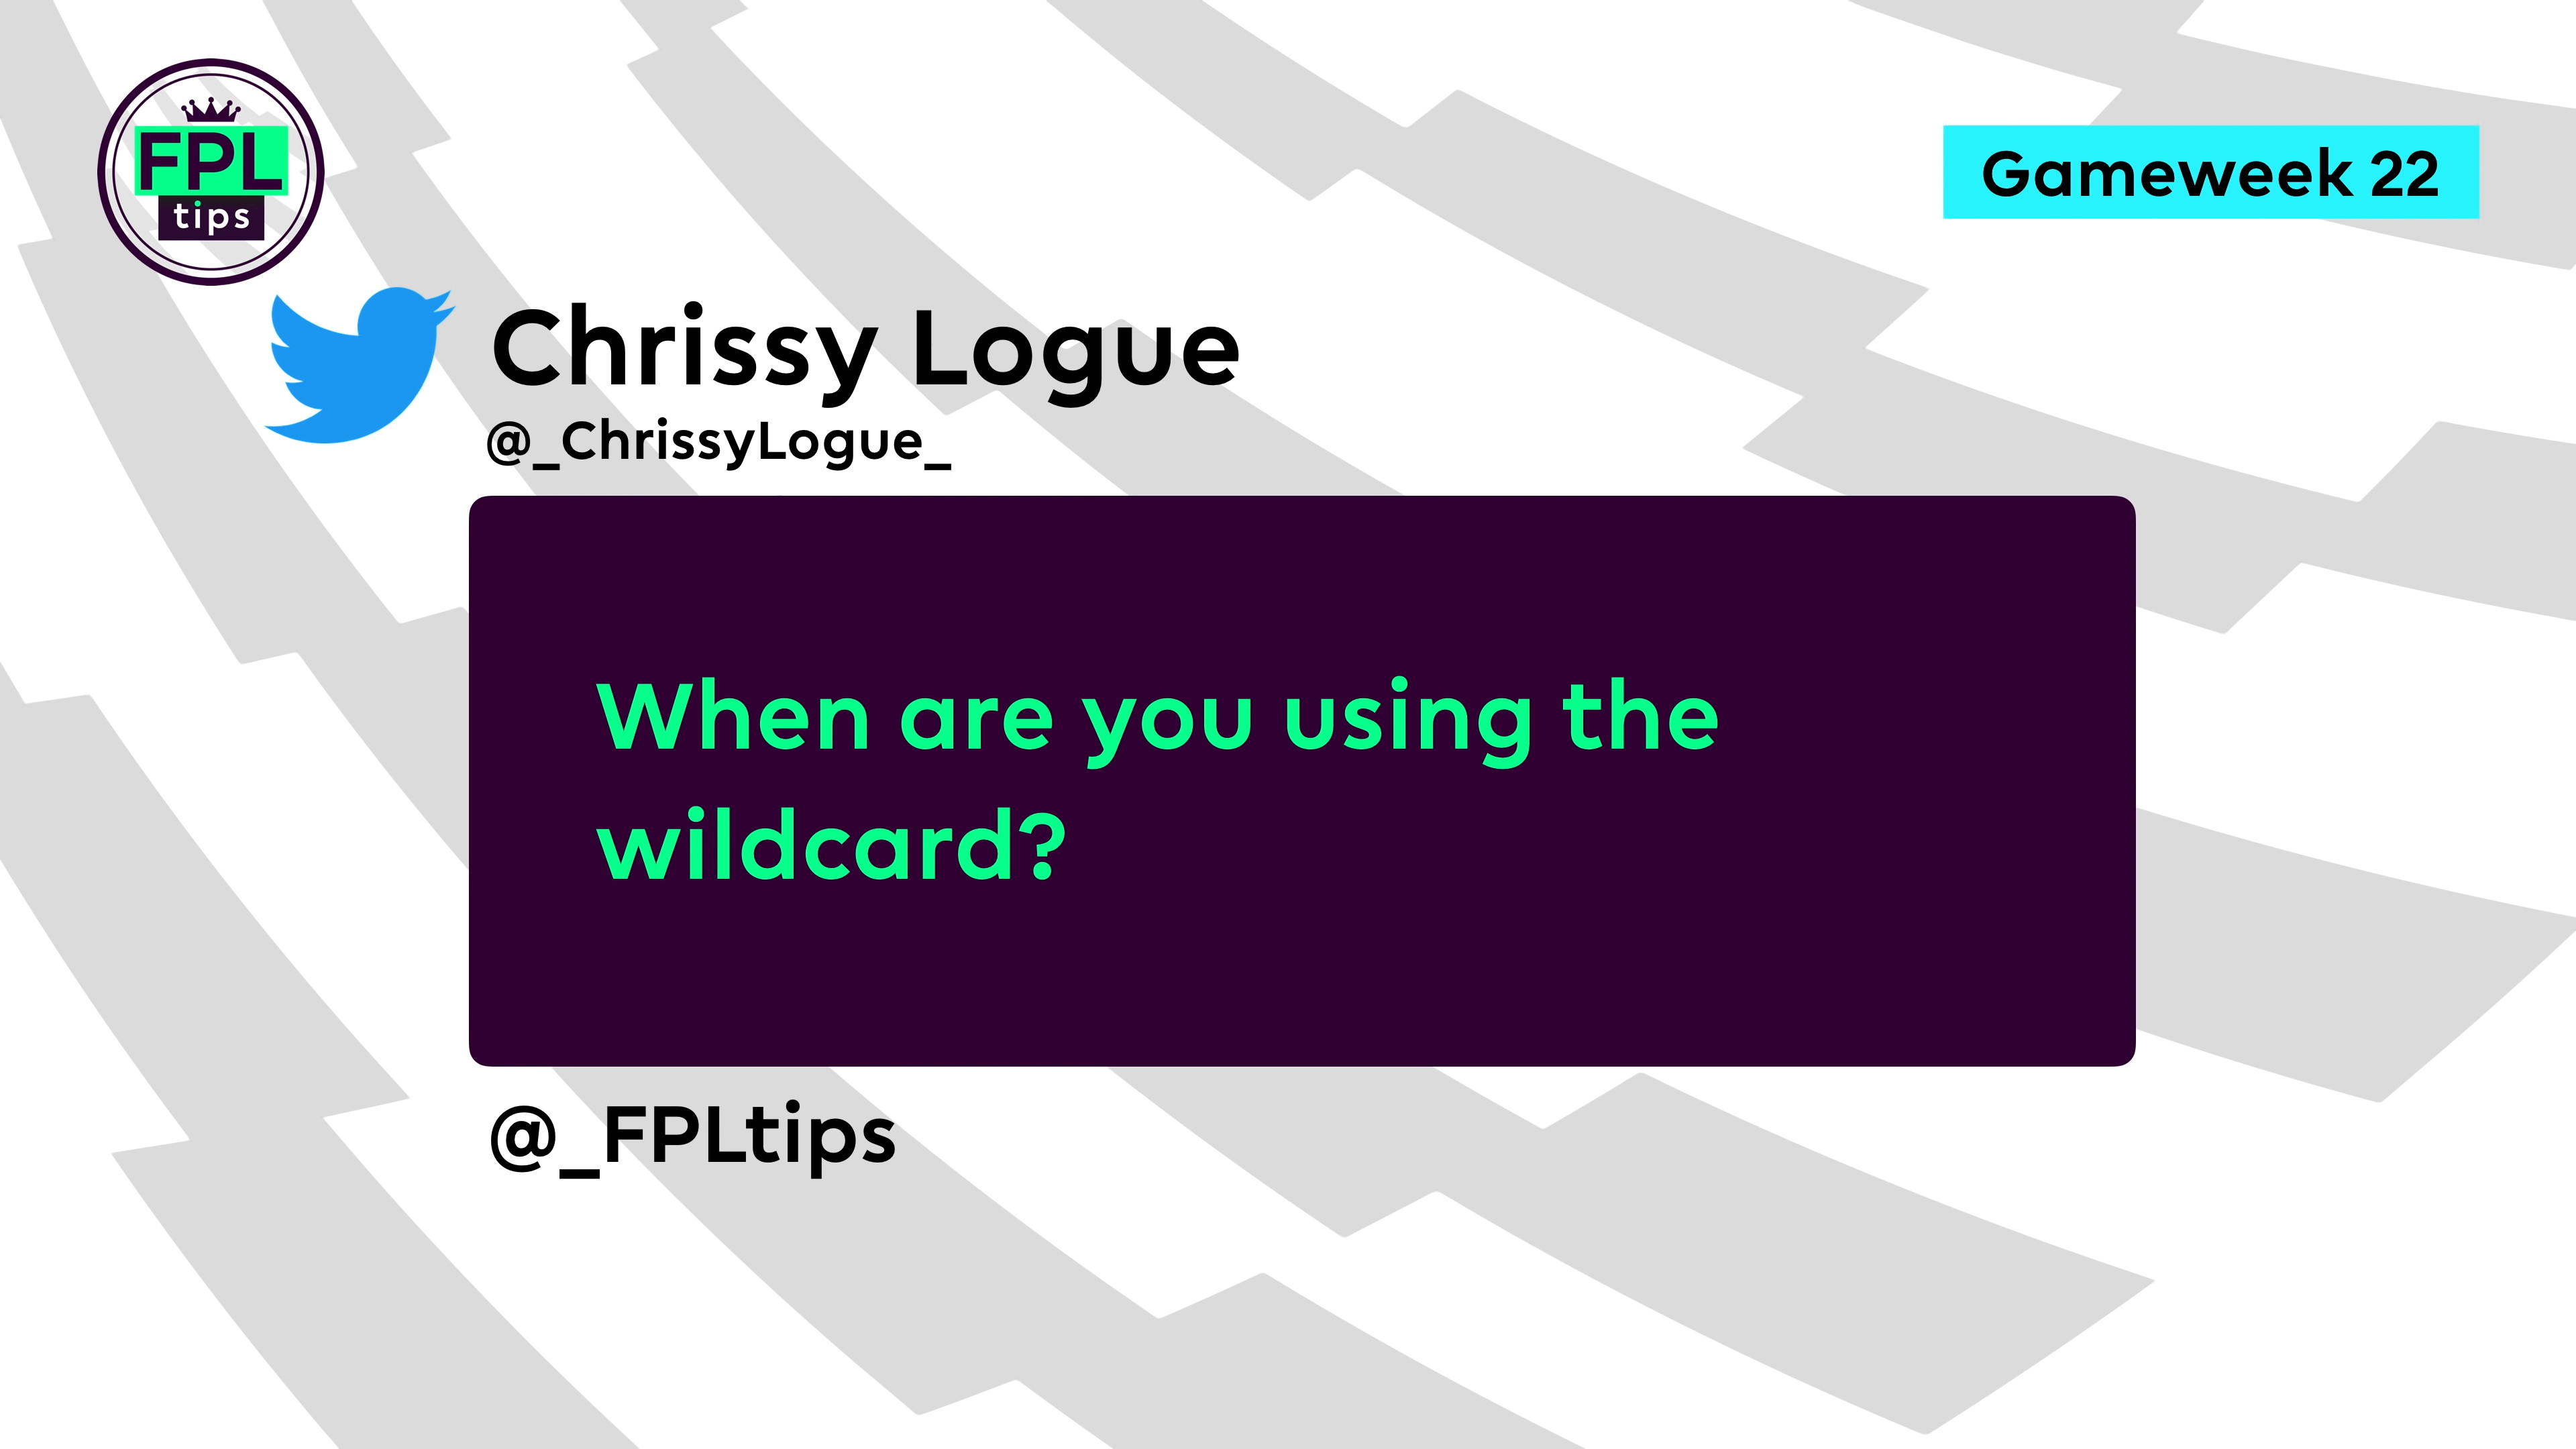 FPL
tips
Gameweek 22
Chrissy Logue
@_ChrissyLogue_
When are you using the
wildcard?
@_FPLtips